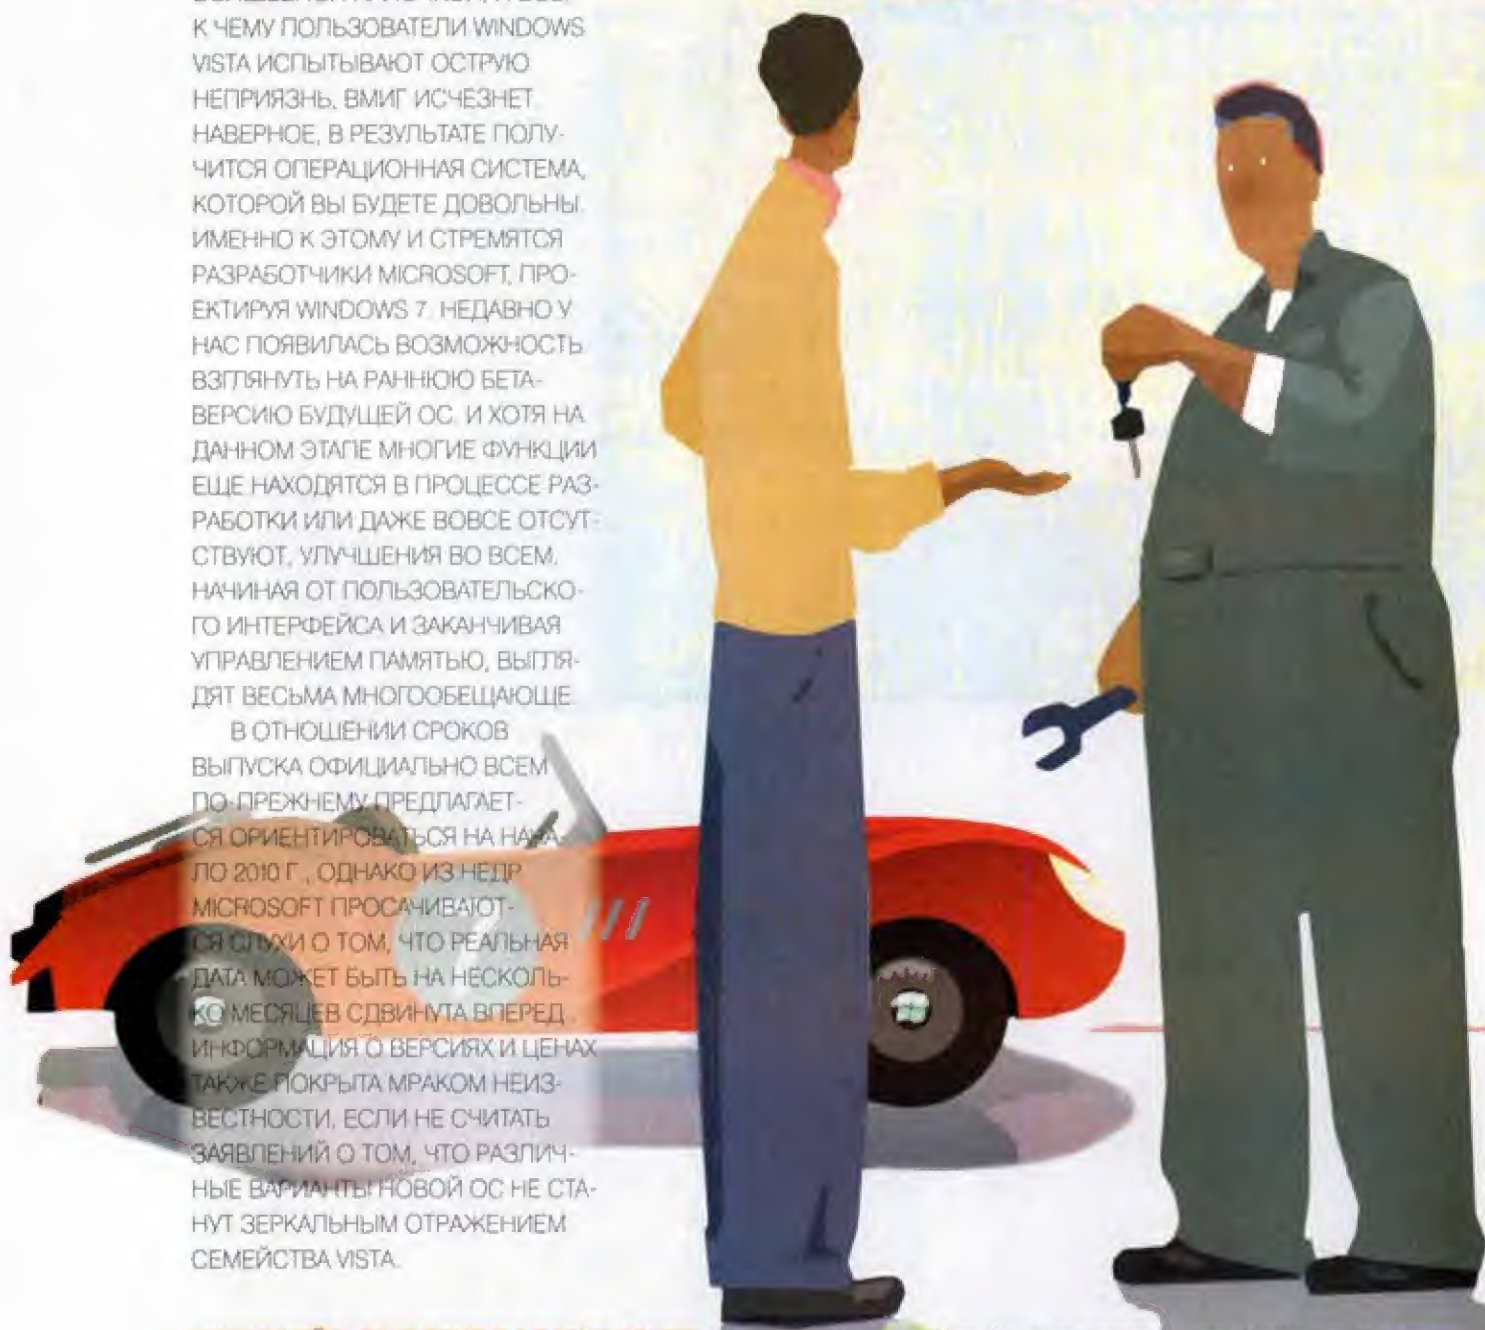 К ЧЕМУ ПОЛЬЗОВАТЕЛИ WINDOWS
VISTA ИСПЫТЫВАЮТ ОСТРУЮ
НЕПРИЯЗНЬ, ВМИГ ИСЧЕЗНЕТ.
НАВЕРНОЕ, В РЕЗУЛЬТАТЕ ПОЛУ-
ЧИТСЯ ОПЕРАЦИОННАЯ СИСТЕМА,
КОТОРОЙ ВЫ БУДЕТЕ ДОВОЛЬНЫ.
ИМЕННО К ЭТОМУ И СТРЕМЯТСЯ
РАЗРАБОТЧИКИ MICROSOFT, ПРО-
ЕКТИРУЯ WINDOWS 7. НЕДАВНО У
НАС ПОЯВИЛАСЬ ВОЗМОЖНОСТЬ
ВЗГЛЯНУТЬ НА РАННЮЮ БЕТА-
ВЕРСИЮ БУДУЩЕЙ ОС. И ХОТЯ НА
ДАННОМ ЭТАПЕ МНОГИЕ ФУНКЦИИ
ЕЩЕ НАХОДЯТСЯ В ПРОЦЕССЕ РАЗ-
РАБОТКИ ИЛИ ДАЖЕ ВОВСЕ ОТСУТ-
СТВУЮТ, УЛУЧШЕНИЯ ВО ВСЕМ,
НАЧИНАЯ ОТ ПОЛЬЗОВАТЕЛЬСКО-
ГО ИНТЕРФЕЙСА И ЗАКАНЧИВАЯ
УПРАВЛЕНИЕМ ПАМЯТЬЮ, ВЫГЛЯ-
ДЯТ ВЕСЬМА МНОГООБЕЩАЮЩЕ.
В ОТНОШЕНИИ СРОКОВ
ВЫПУСКА ОФИЦИАЛЬНО ВСЕМ
ПО-ПРЕЖНЕМУ ПРЕДЛАГАЕТ-
СЯ ОРИЕНТИРОВАТЬСЯ НА НАЧА-
ЛО 2010 Г., ОДНАКО ИЗ НЕДР
MICROSOFT ПРОСАЧИВАЮТ-
СЯ СЛУХИ О ТОМ, ЧТО РЕАЛЬНАЯ
ДАТА МОЖЕТ БЫТЬ НА НЕСКОЛЬ-
КО МЕСЯЦЕВ СДВИНУТА ВПЕРЕД.
ИНФОРМАЦИЯ О ВЕРСИЯХ И ЦЕНАХ
ТАКЖЕ ПОКРЫТА МРАКОМ НЕИЗ-
ВЕСТНОСТИ, ЕСЛИ НЕ СЧИТАТЬ
ЗАЯВЛЕНИЙ О ТОМ, ЧТО РАЗЛИЧ-
НЫЕ ВАРИАНТЫ НОВОЙ ОС НЕ СТА-
НУТ ЗЕРКАЛЬНЫМ ОТРАЖЕНИЕМ
СЕМЕЙСТВА VISTA.